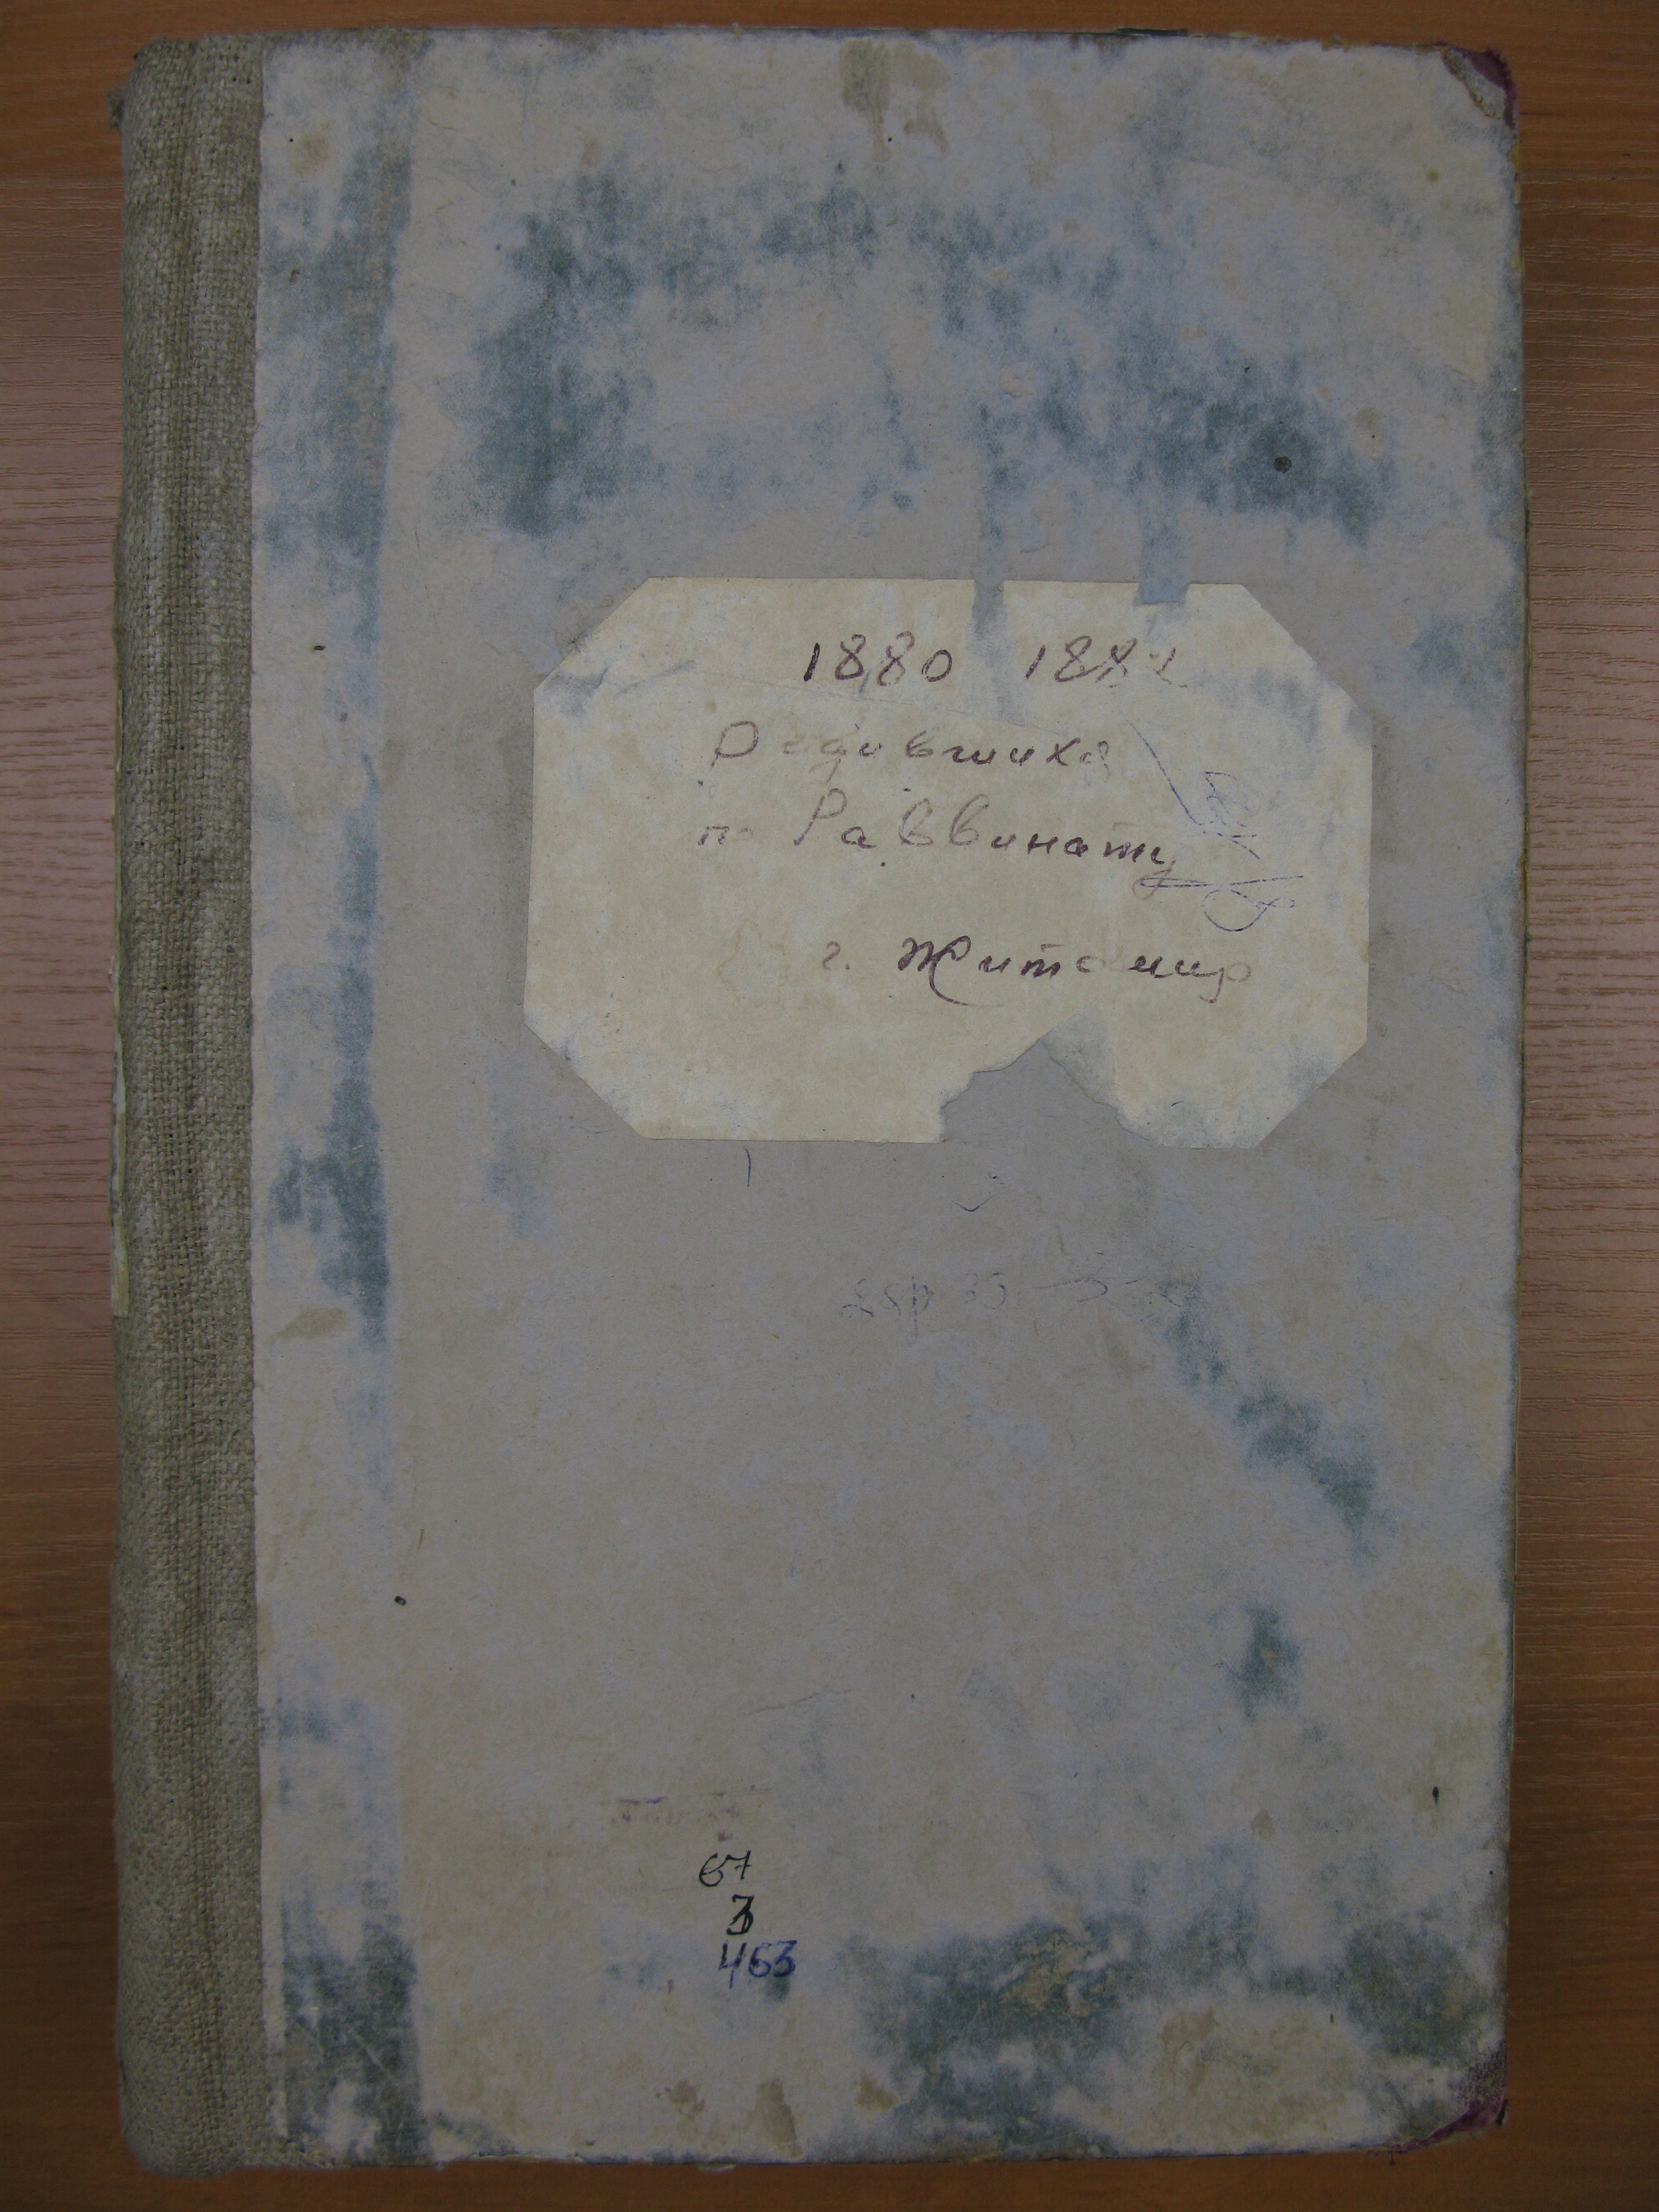 1880 1882
Родившихся
по Раввинату
г. Житомир
67
3
463